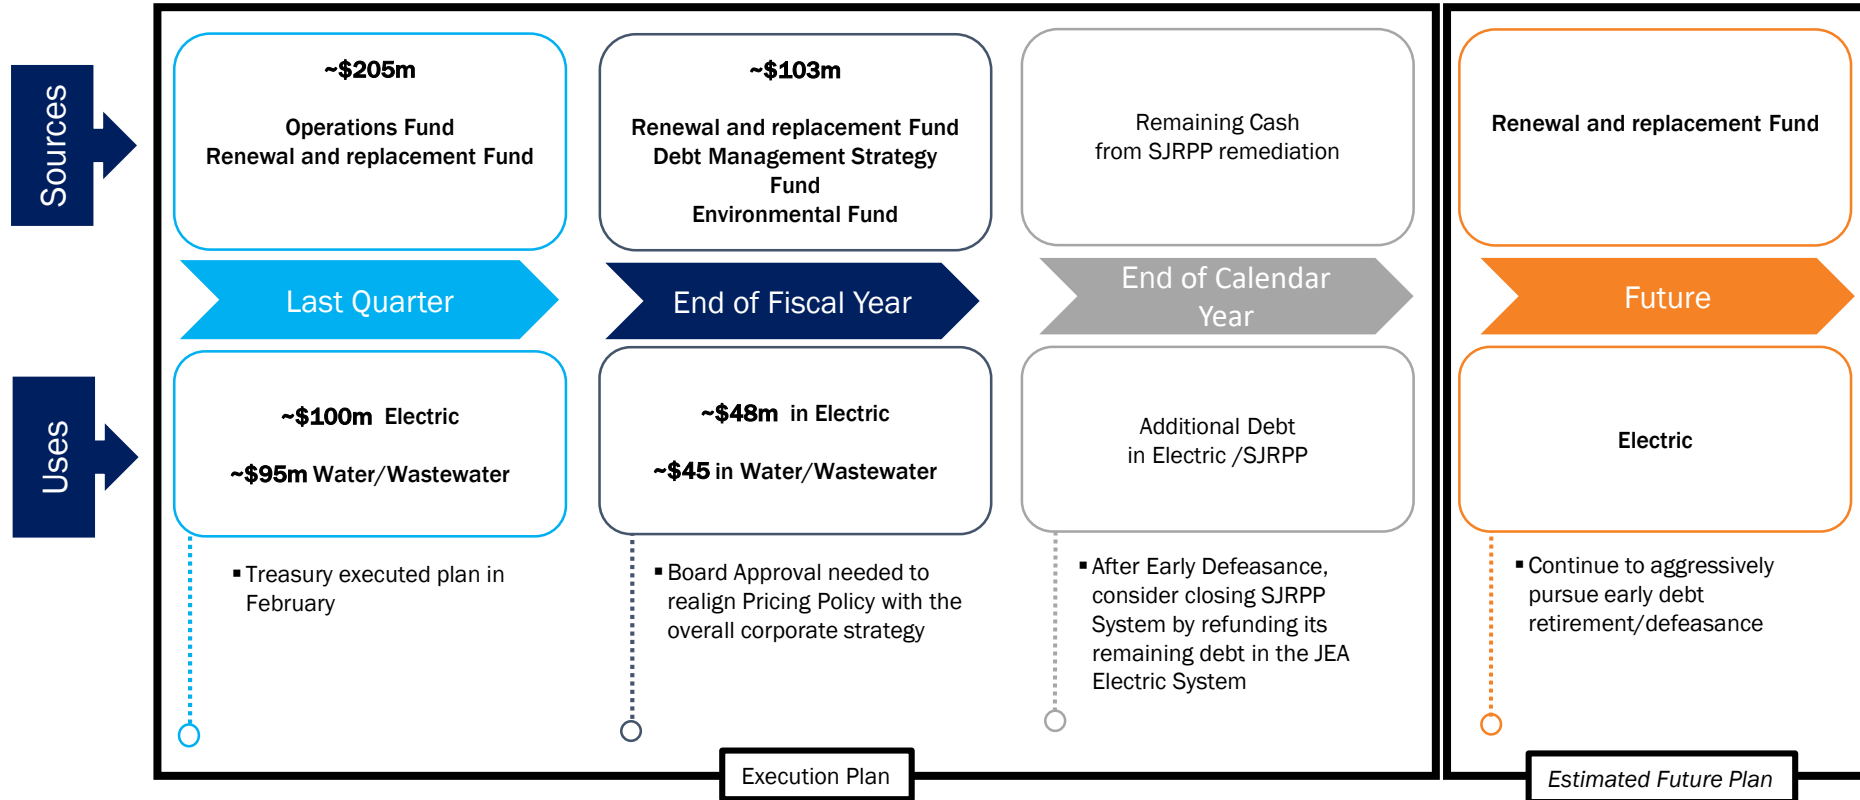 Sources
~$205m
Operations Fund
Renewal and replacement Fund
~$103m
Renewal and replacement Fund
Debt Management Strategy
Fund
Environmental Fund
Remaining Cash
from SJRPP remediation
Renewal and replacement Fund
Last Quarter
End of Fiscal Year
End of Calendar
Year
Future
Uses
~$100m Electric
~$95m Water/Wastewater
~$48m in Electric
~$45 in Water/Wastewater
Additional Debt
in Electric /SJRPP
Electric
▪ Treasury executed plan in
February
▪ Board Approval needed to
realign Pricing Policy with the
overall corporate strategy
▪ After Early Defeasance,
consider closing SJRPP
System by refunding its
remaining debt in the JEA
Electric System
▪ Continue to aggressively
pursue early debt
retirement/defeasance
Execution Plan
Estimated Future Plan